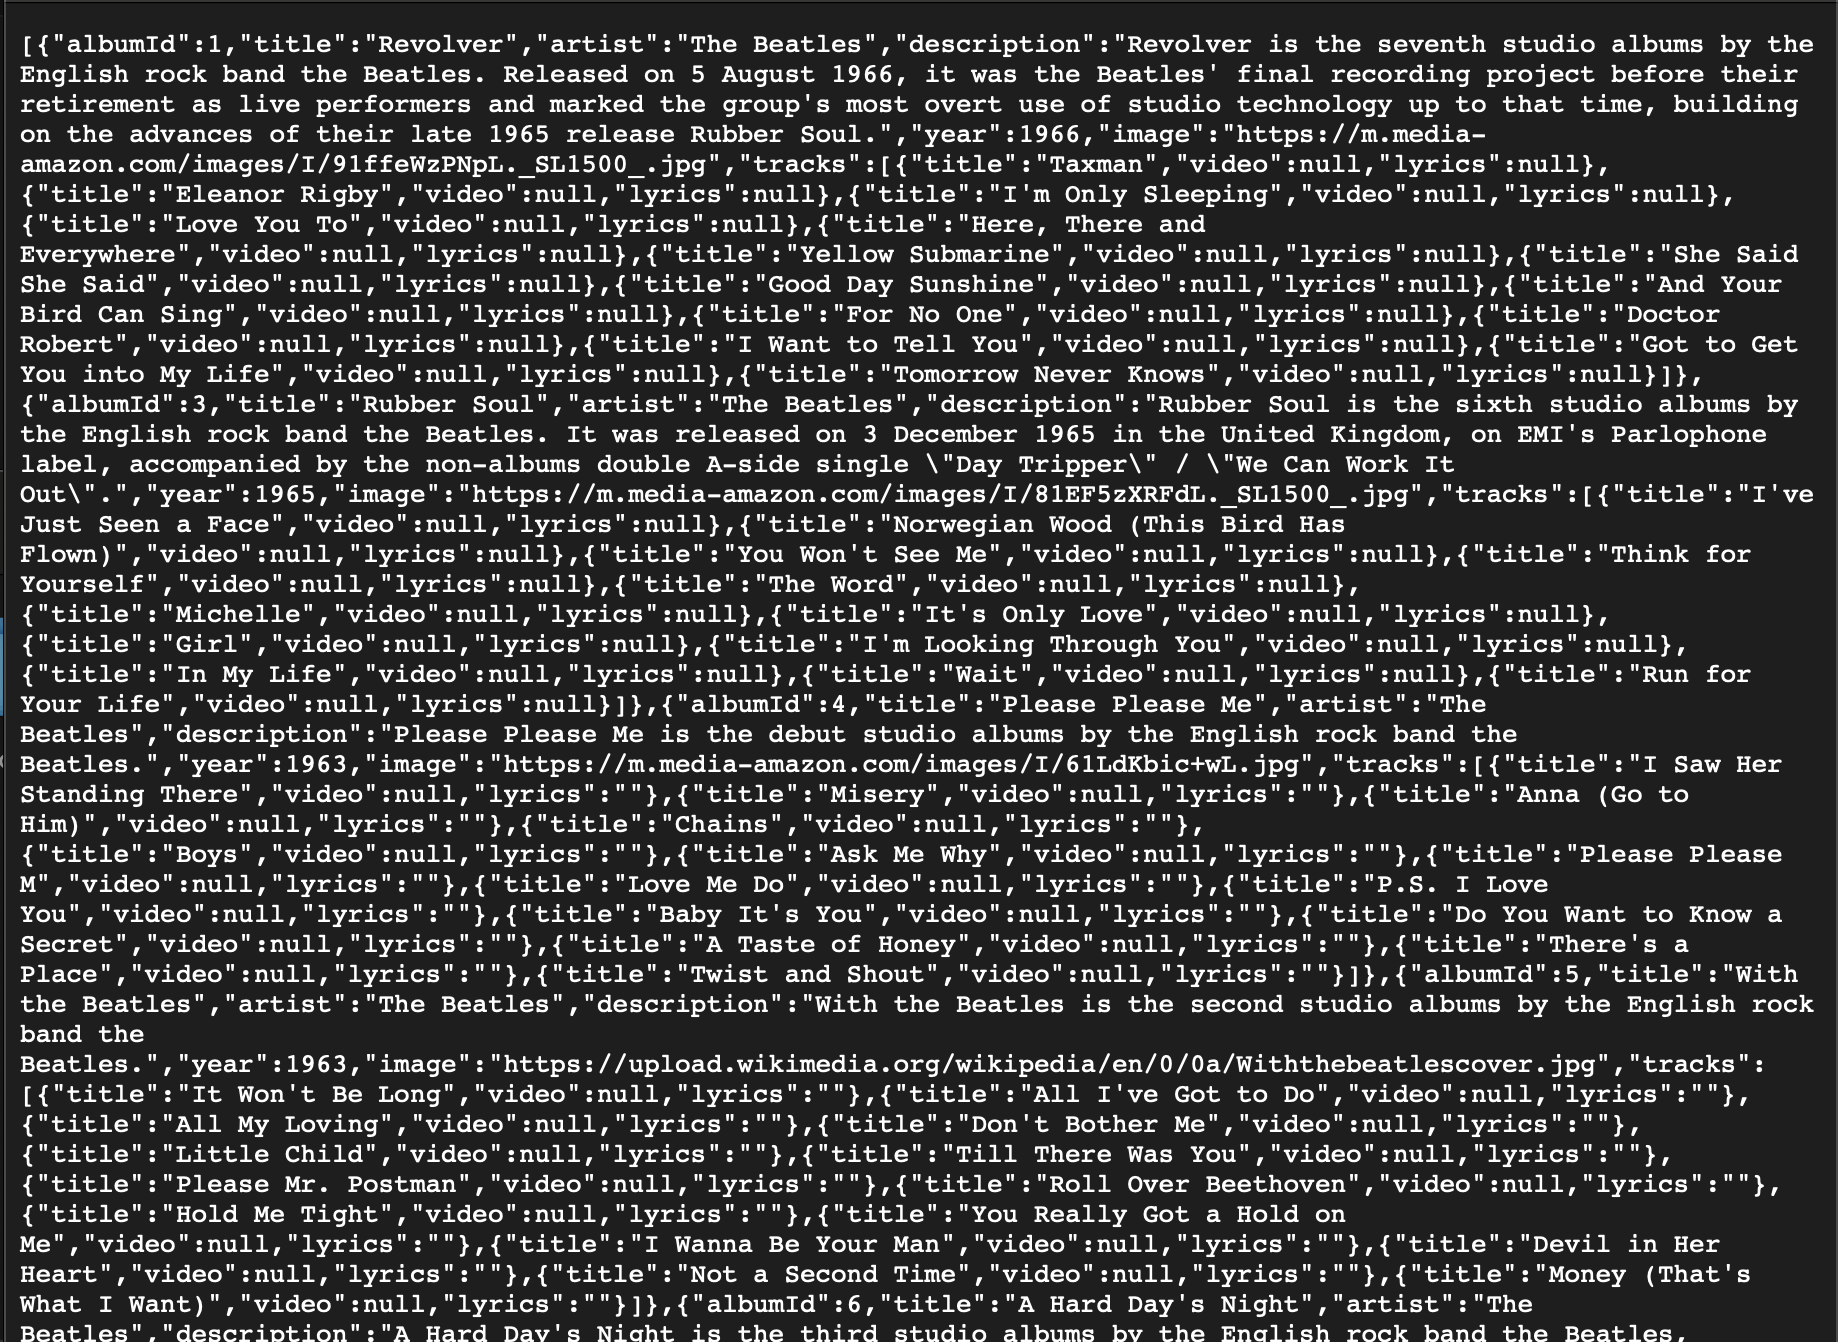 [{"albumId":1,"title":"Revolver","artist":"The Beatles","description":"Revolver is the seventh studio albums by the
English rock band the Beatles. Released on 5 August 1966, it was the Beatles' final recording project before their
retirement as live performers and marked the group's most overt use of studio technology up to that time, building
on the advances of their late 1965 release Rubber Soul.","year":1966,"image":"https://m.media-
amazon.com/images/I/91ffeWzPNpL._SL1500_.jpg","tracks":[{"title":"Taxman","video":null,"lyrics":null},
{"title":"Eleanor Rigby","video":null,"lyrics":null},{"title":"I'm Only Sleeping","video":null,"lyrics":null},
{"title":"Love You To","video":null,"lyrics":null},{"title":"Here, There and
Everywhere","video":null,"lyrics":null},{"title":"Yellow Submarine","video":null,"lyrics":null},{"title":"She Said
She Said","video":null,"lyrics":null},{"title":"Good Day Sunshine","video":null,"lyrics":null},{"title":"And Your
Bird Can Sing","video":null,"lyrics":null},{"title":"For No One","video":null,"lyrics":null},{"title":"Doctor
Robert","video":null,"lyrics":null},{"title":"I Want to Tell You","video":null,"lyrics":null},{"title":"Got to Get
You into My Life","video":null,"lyrics":null},{"title":"Tomorrow Never Knows","video":null,"lyrics":null}]},
{"albumId":3,"title":"Rubber Soul","artist":"The Beatles","description":"Rubber Soul is the sixth studio albums by
the English rock band the Beatles. It was released on 3 December 1965 in the United Kingdom, on EMI's Parlophone
label, accompanied by the non-albums double A-side single \"Day Tripper\" / \"We Can Work It
Out\".","year":1965,"image":"https://m.media-amazon.com/images/I/81EF5zXRFdL._SL1500_.jpg","tracks":[{"title":"I've
Just Seen a Face","video":null,"lyrics":null},{"title":"Norwegian Wood (This Bird Has
Flown)","video":null,"lyrics":null},{"title":"You Won't See Me","video":null,"lyrics":null},{"title":"Think for
Yourself","video":null,"lyrics":null},{"title":"The Word","video":null,"lyrics":null},
{"title":"Michelle","video":null,"lyrics":null},{"title":"It's Only Love","video":null,"lyrics":null},
{"title":"Girl","video":null,"lyrics":null},{"title":"I'm Looking Through You","video":null,"lyrics":null},
{"title":"In My Life","video":null,"lyrics":null},{"title":"Wait","video":null,"lyrics":null},{"title":"Run for
Your Life","video":null,"lyrics":null}]},{"albumId":4,"title":"Please Please Me","artist":"The
Beatles","description":"Please Please Me is the debut studio albums by the English rock band the
Beatles.","year":1963,"image":"https://m.media-amazon.com/images/I/61LdKbic+wL.jpg","tracks":[{"title":"I Saw Her
Standing There","video":null,"lyrics":""},{"title":"Misery","video":null,"lyrics":""},{"title":"Anna (Go to
Him)","video":null,"lyrics":""},{"title":"Chains","video":null,"lyrics":""},
{"title":"Boys","video":null,"lyrics":""},{"title":"Ask Me Why","video":null,"lyrics":""},{"title":"Please Please
M","video":null,"lyrics":""},{"title":"Love Me Do","video":null,"lyrics":""},{"title":"P.S. I Love
You","video":null,"lyrics":""},{"title":"Baby It's You","video":null,"lyrics":""},{"title":"Do You Want to Know a
Secret","video":null,"lyrics":""},{"title":"A Taste of Honey","video":null,"lyrics":""},{"title":"There's a
Place","video":null,"lyrics":""},{"title":"Twist and Shout","video":null,"lyrics":""}]},{"albumId":5,"title":"With
the Beatles","artist":"The Beatles","description":"With the Beatles is the second studio albums by the English rock
band the
Beatles.","year":1963,"image":"https://upload.wikimedia.org/wikipedia/en/0/0a/Withthebeatlescover.jpg","tracks":
[{"title":"It Won't Be Long","video":null,"lyrics":""},{"title":"All I've Got to Do","video":null,"lyrics":""},
{"title":"All My Loving","video":null,"lyrics":""},{"title":"Don't Bother Me","video":null,"lyrics":""},
{"title":"Little Child","video":null,"lyrics":""},{"title":"Till There Was You","video":null,"lyrics":""},
{"title":"Please Mr. Postman","video":null,"lyrics":""},{"title":"Roll Over Beethoven","video":null,"lyrics":""},
{"title":"Hold Me Tight","video":null,"lyrics":""},{"title":"You Really Got a Hold on
Me","video":null,"lyrics":""},{"title":"I Wanna Be Your Man","video":null,"lyrics":""},{"title":"Devil in Her
Heart","video":null,"lyrics":""},{"title":"Not a Second Time","video":null,"lyrics":""},{"title":"Money (That's
What I Want)","video":null,"lyrics":""}]},{"albumId":6,"title":"A Hard Day's Night","artist":"The
Beatles","description":"A Hard Day's Night is the third studio albums by the English rock band the Beatles,